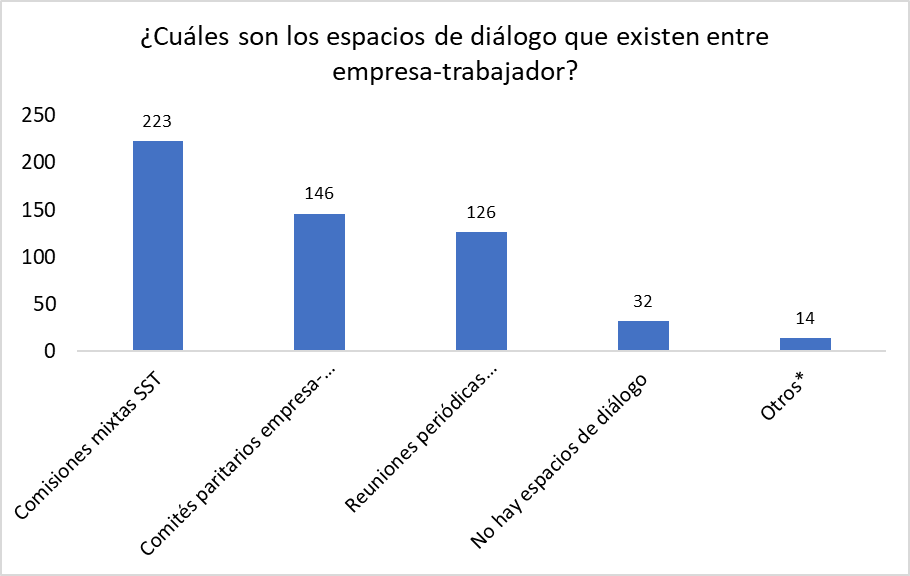 ¿Cuáles son los espacios de diálogo que existen entre
empresa-trabajador?
250
200
150
100
50
0
223
146
126
32
14
Comisiones mixtas SST
Comités paritarios empresa-...
Reuniones periódicas...
No hay espacios de diálogo
Otros*